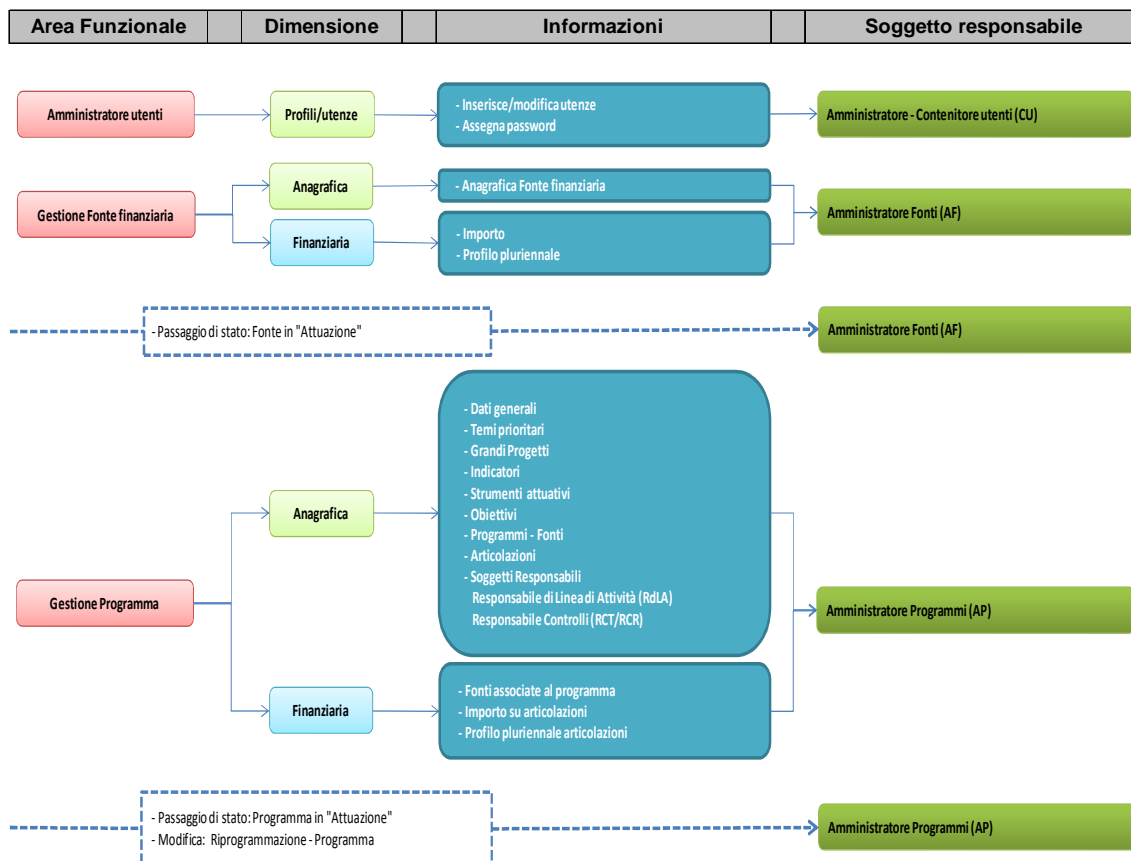 Area Funzionale
Dimensione
Informazioni
Soggetto responsabile
Amministratore utenti
Profili/utenze
- Inserisce/modifica utenze
- Assegna password
Amministratore - Contenitore utenti (CU)
Gestione Fonte finanziaria
Anagrafica
- Anagrafica Fonte finanziaria
Finanziaria
- Importo
- Profilo pluriennale
Amministratore Fonti (AF)
- Passaggio di stato: Fonte in "Attuazione"
Amministratore Fonti (AF)
Gestione Programma
Anagrafica
- Dati generali
- Temi prioritari
- Grandi Progetti
- Indicatori
- Strumenti attuativi
- Obiettivi
- Programmi - Fonti
- Articolazioni
- Soggetti Responsabili
Responsabile di Linea di Attività (RdLA)
Responsabile Controlli (RCT/RCR)
Finanziaria
- Fonti associate al programma
- Importo su articolazioni
- Profilo pluriennale articolazioni
Amministratore Programmi (AP)
- Passaggio di stato: Programma in "Attuazione"
- Modifica: Riprogrammazione - Programma
Amministratore Programmi (AP)